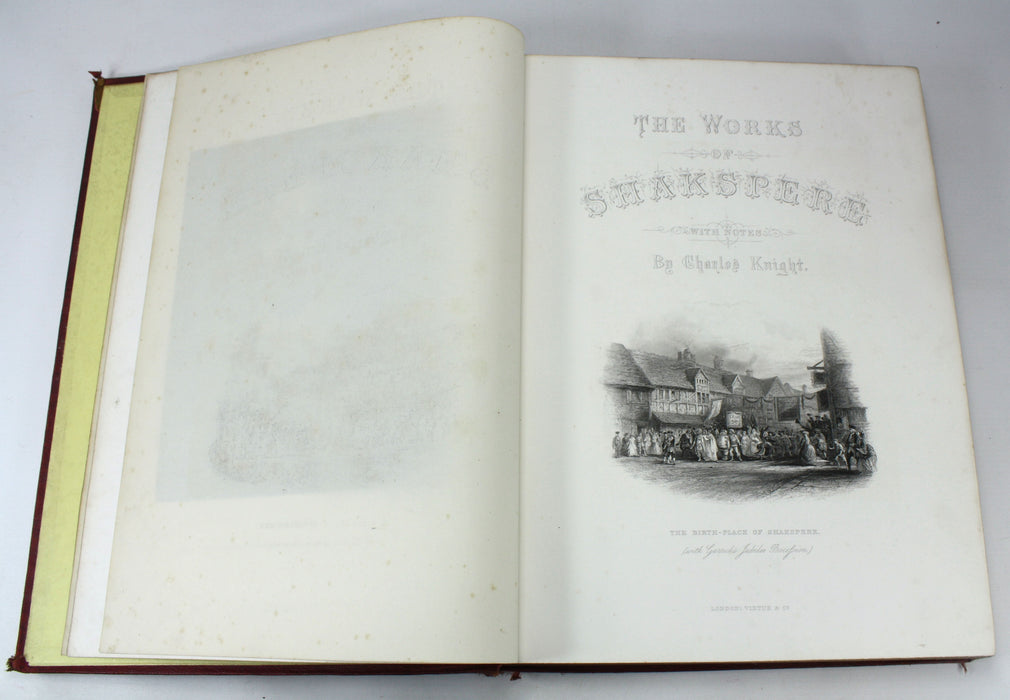 THE WORKS
OF
SHAKSPERE
WITH NOTES
By Charles Knight.
THE BIRTH-PLACE OF SHAKSPERE.
(with Garrick's Jubilee Procession)
LONDON: VIRTUE & Co